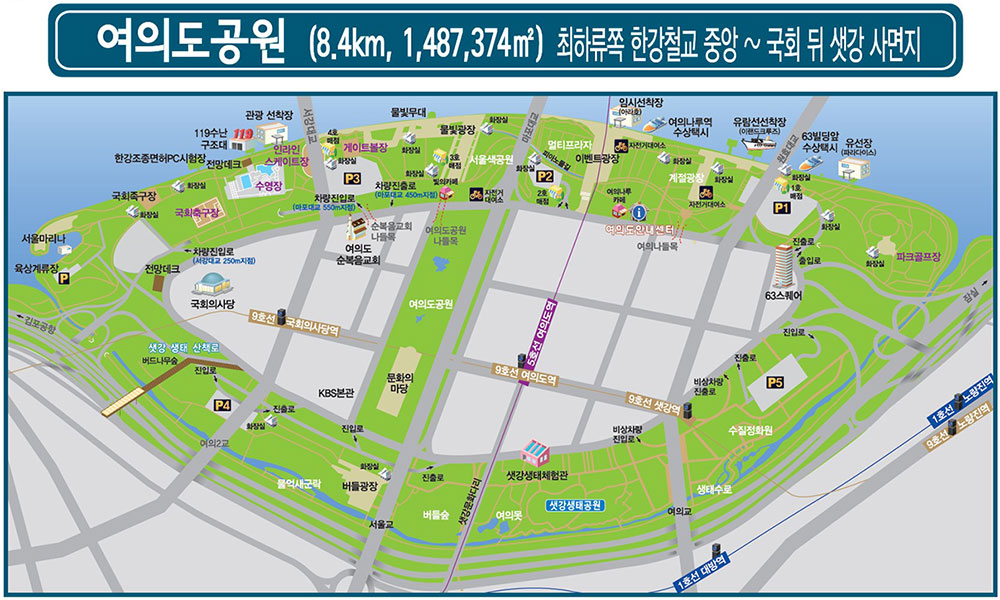 여의도공원 (8.4km, 1,487,374㎡) 최하류쪽 한강철교 중앙 ~ 국회 뒤 샛강 사면지
관광 선착장
서강대교
물빛무대
물빛광장
화장실
마포대교
임시선착장
(아라호)
여의나루역
수상택시
유람선선착장
(이랜드크루즈)
원효대교
63빌딩앞
수상택시
유선장
(파라다이스)
119수난
구조대
119
한강조종면허PC시험장
전망데크
인라인
스케이트장
수영장
4호
매점
게이트볼장
화장실
P3
3호
매점
빛의카페
서울색공원
자전거
대여소
화장실
피아노물길
P2
2호
매점
멀티프라자
이벤트광장
자전거대여소
화장실
계절광장
자전거대여소
화장실
1호
매점
P1
화장실
국회족구장
화장실
화장실
국회축구장
차량진입로
(마포대교 550m지점)
차량진출로
(마포대교 450m지점)
여의나루
카페
여의도안내센터
여의나들목
서울마리나
육상계류장
P
차량진입로
(서강대교 250m지점)
전망데크
국회의사당
여의도
순복음교회
순복음교회
나들목
여의도공원
나들목
여의도공원
진출로
출입로
63스퀘어
화장실
파크골프장
잠실
김포공항
9호선 국회의사당역
5호선 여의도역
9호선 여의도역
9호선 샛강역
샛강 생태 산책로
버드나무숲
진입로
P4
진출로
화장실
여의2교
KBS본관
문화의
마당
진입로
진입로
진출로
비상차량
진출로
P5
비상차량
진입로
수질정화원
1호선 노량진역
9호선 노량진역
물억새군락
화장실
버들광장
진출로
서울교
버들숲
샛강문화다리
샛강생태체험관
여의못
샛강생태공원
생태수로
여의교
1호선 대방역